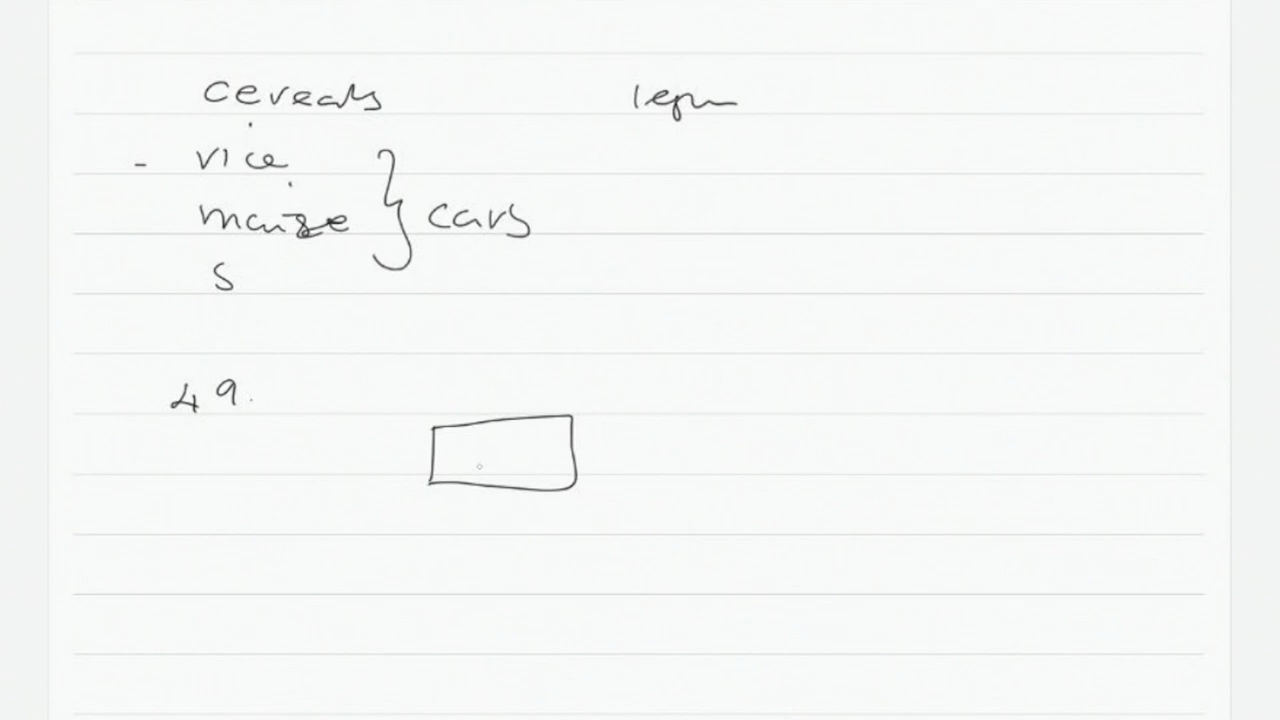 cereals
- rice
maize } carbs
S
49.